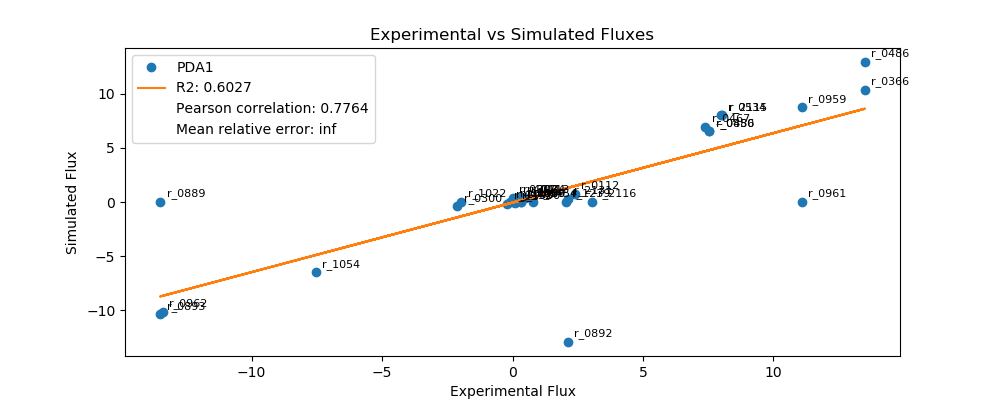 Experimental vs Simulated Fluxes
PDA1
R2: 0.6027
Pearson correlation: 0.7764
Mean relative error: inf
r_0486
r_0366
r_0959
r_0467
r_0889
r_1022
r_0300
r_0112
r_2116
r_0961
r_1054
r_0962
r_0893
r_0892
10
5
0
−5
−10
−10
−5
0
5
10
Simulated Flux
Experimental Flux